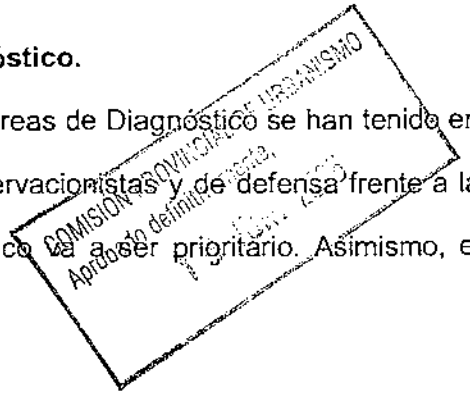 óstico.
COMISIÓN PROVINCIAL DE URBANISMO
Aprobado definitivamente,
reas de Diagnóstico se han tenido en
ervacionistas y de defensa frente a la
co va a ser prioritario. Asimismo, e